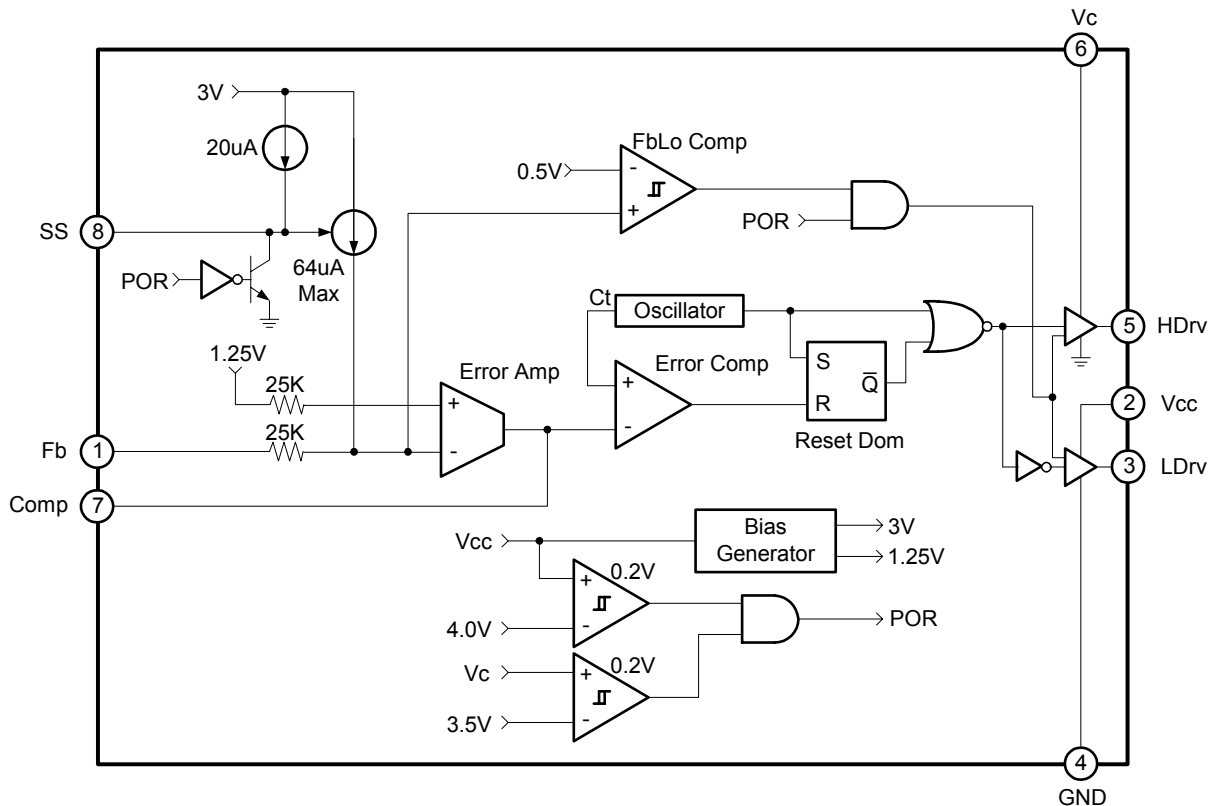 Vc
6
3V
20uA
FbLo Comp
0.5V
-
+
POR
SS
8
64uA
Max
POR
Ct
Oscillator
5
HDrv
1.25V
Error Amp
Error Comp
S
Q
R
Reset Dom
25K
+
+
-
2
Vcc
25K
Fb
1
-
3
LDrv
Comp
7
Vcc
Bias
Generator
3V
1.25V
0.2V
+
4.0V
-
POR
Vc
0.2V
+
3.5V
-
4
GND